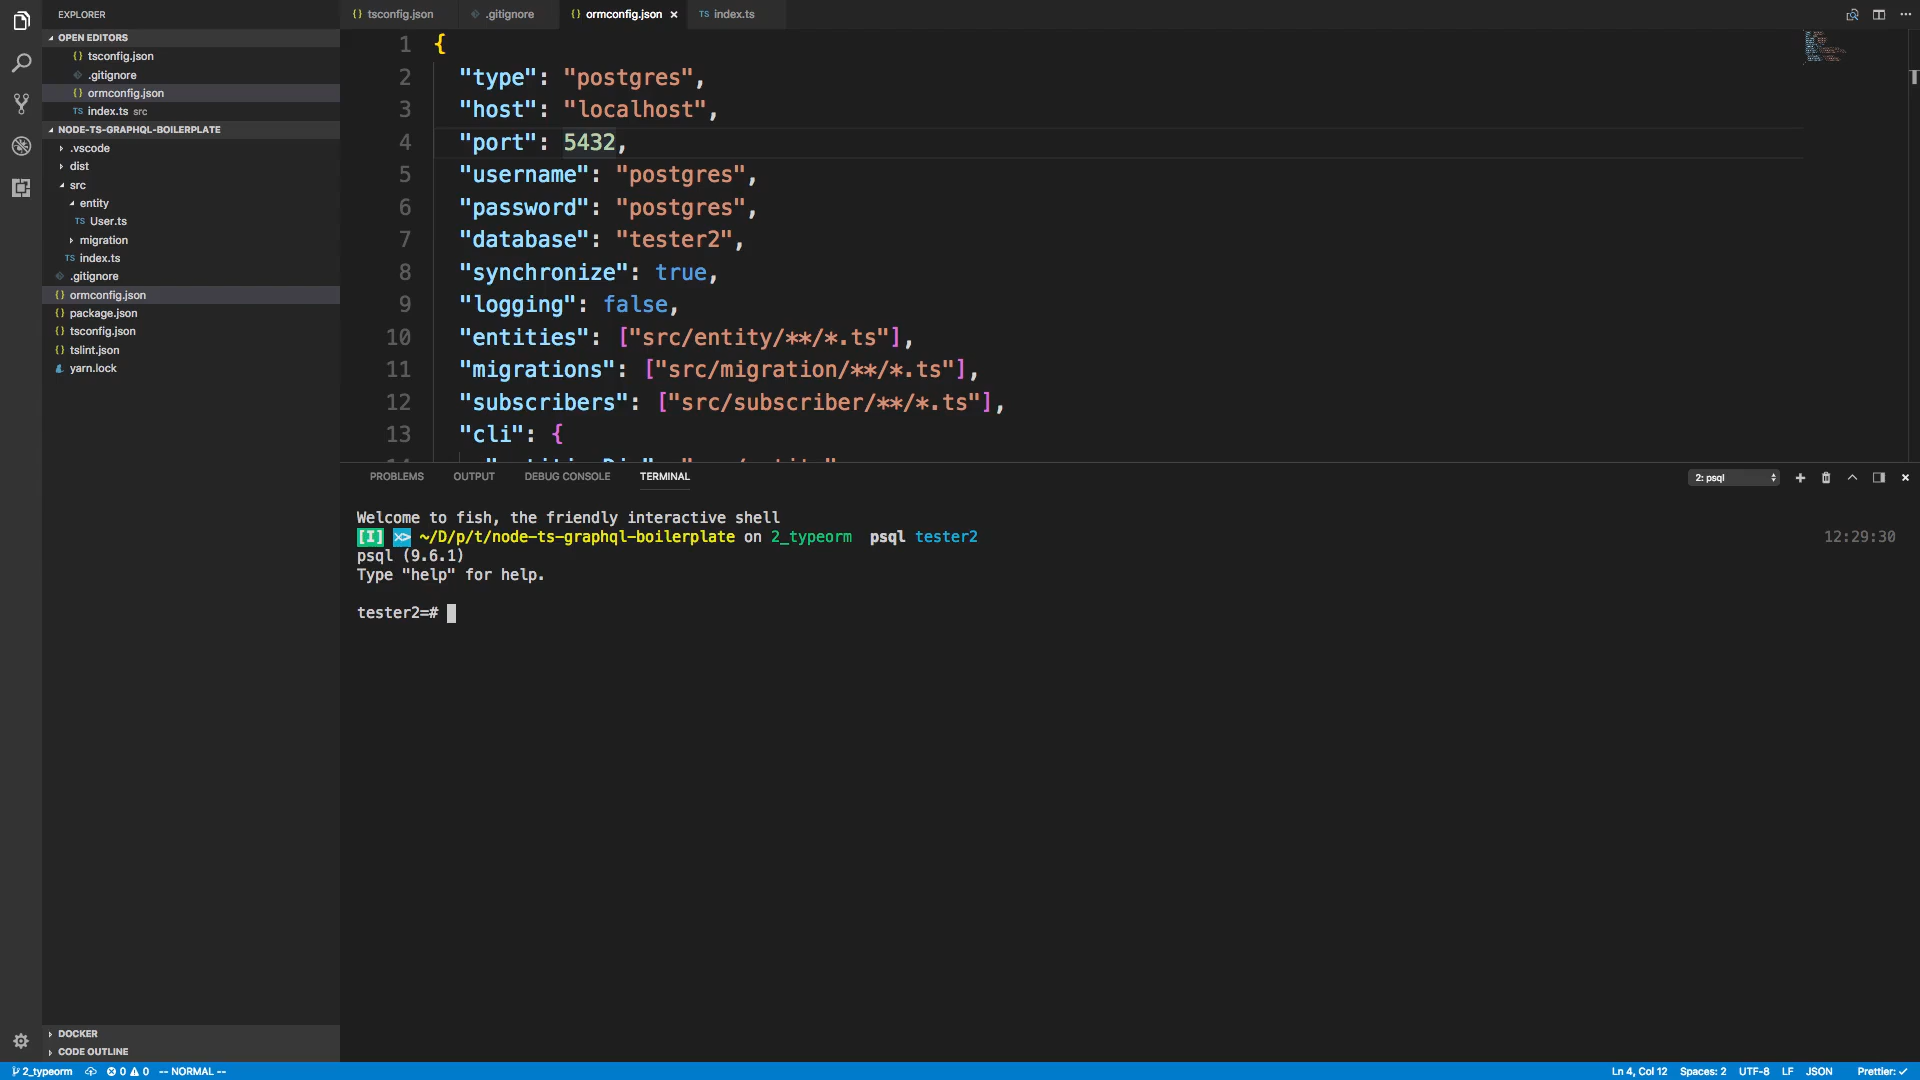 EXPLORER
OPEN EDITORS
{} tsconfig.json
.gitignore
{} ormconfig.json
TS index.ts src
NODE-TS-GRAPHQL-BOILERPLATE
.vscode
dist
src
entity
TS User.ts
migration
TS index.ts
.gitignore
{} ormconfig.json
{} package.json
{} tsconfig.json
{} tslint.json
yarn.lock
DOCKER
CODE OUTLINE
{} tsconfig.json .gitignore {} ormconfig.json × TS index.ts
1 {
2 "type": "postgres",
3 "host": "localhost",
4 "port": 5432,
5 "username": "postgres",
6 "password": "postgres",
7 "database": "tester2",
8 "synchronize": true,
9 "logging": false,
10 "entities": ["src/entity/**/*.ts"],
11 "migrations": ["src/migration/**/*.ts"],
12 "subscribers": ["src/subscriber/**/*.ts"],
13 "cli": {
PROBLEMS OUTPUT DEBUG CONSOLE TERMINAL 2: psql
Welcome to fish, the friendly interactive shell
[I] ~/D/p/t/node-ts-graphql-boilerplate on 2_typeorm psql tester2 12:29:30
psql (9.6.1)
Type "help" for help.
tester2=#
2_typeorm 0 0 -- NORMAL -- Ln 4, Col 12 Spaces: 2 UTF-8 LF JSON Prettier: ✓